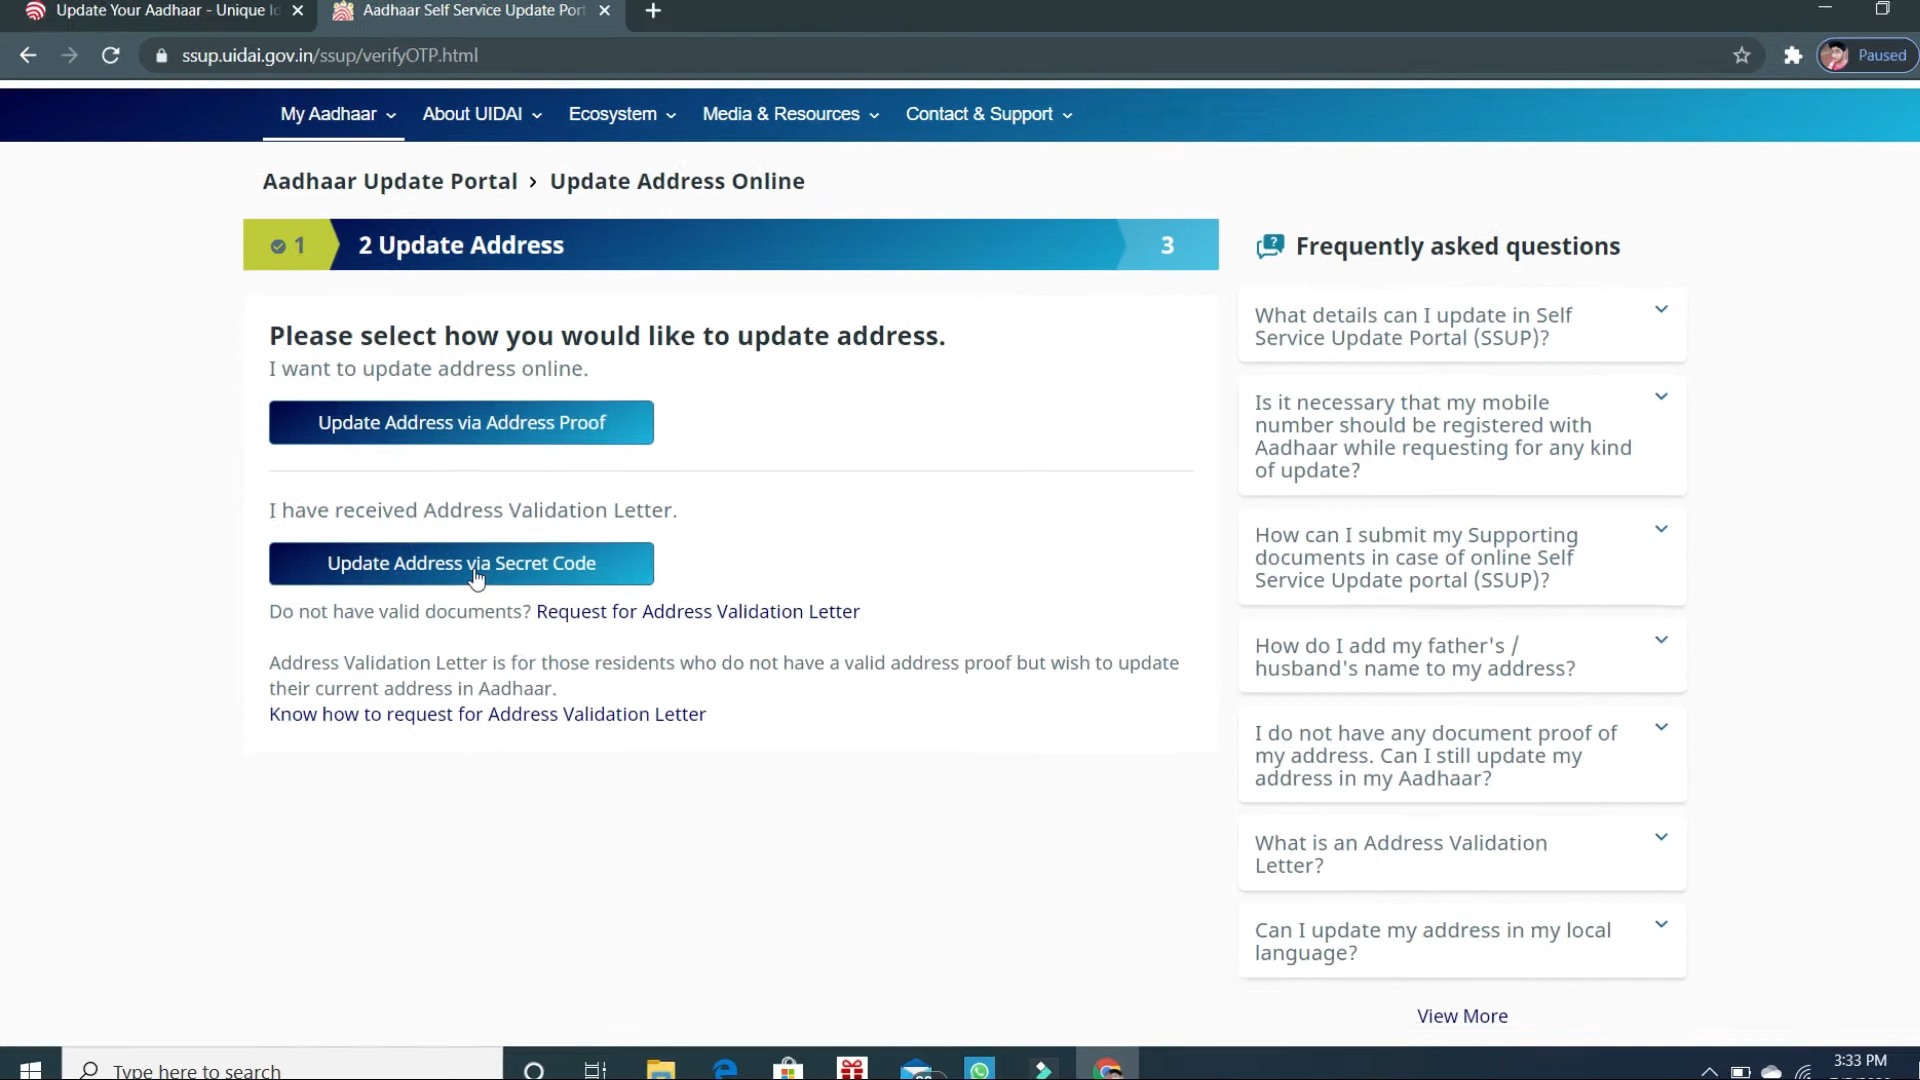 Update Your Aadhaar - Unique Id
Aadhaar Self Service Update Port
ssup.uidai.gov.in/ssup/verifyOTP.html
Paused
My Aadhaar
About UIDAI
Ecosystem
Media & Resources
Contact & Support
Aadhaar Update Portal › Update Address Online
1
2 Update Address
3
Please select how you would like to update address.
I want to update address online.
Update Address via Address Proof
I have received Address Validation Letter.
Update Address via Secret Code
Do not have valid documents? Request for Address Validation Letter
Address Validation Letter is for those residents who do not have a valid address proof but wish to update
their current address in Aadhaar.
Know how to request for Address Validation Letter
Frequently asked questions
What details can I update in Self
Service Update Portal (SSUP)?
Is it necessary that my mobile
number should be registered with
Aadhaar while requesting for any kind
of update?
How can I submit my Supporting
documents in case of online Self
Service Update portal (SSUP)?
How do I add my father's /
husband's name to my address?
I do not have any document proof of
my address. Can I still update my
address in my Aadhaar?
What is an Address Validation
Letter?
Can I update my address in my local
language?
View More
Type here to search
3:33 PM